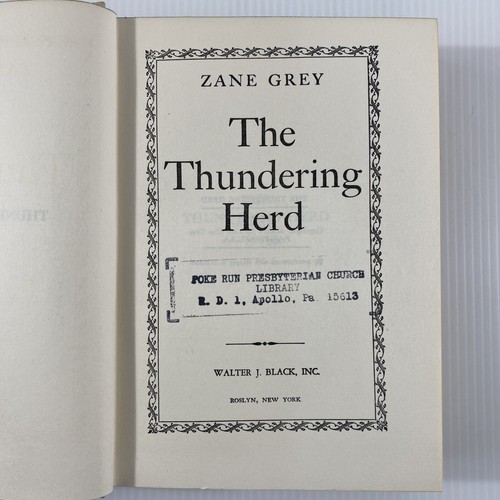 ZANE GREY
The
Thundering
Herd
POKE RUN PRESBYTERIAN CHURCH
LIBRARY
R. D. 1, Apollo, Pa 15613
WALTER J. BLACK, INC.
ROSLYN, NEW YORK